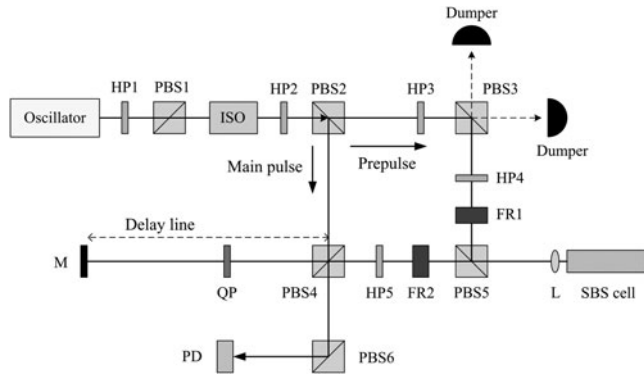 Dumper
HP1 PBS1 HP2 PBS2 HP3 PBS3
Oscillator ISO
Dumper
Main pulse Prepulse
HP4
FR1
Delay line
M
QP PBS4 HP5 FR2 PBS5 L SBS cell
PD PBS6